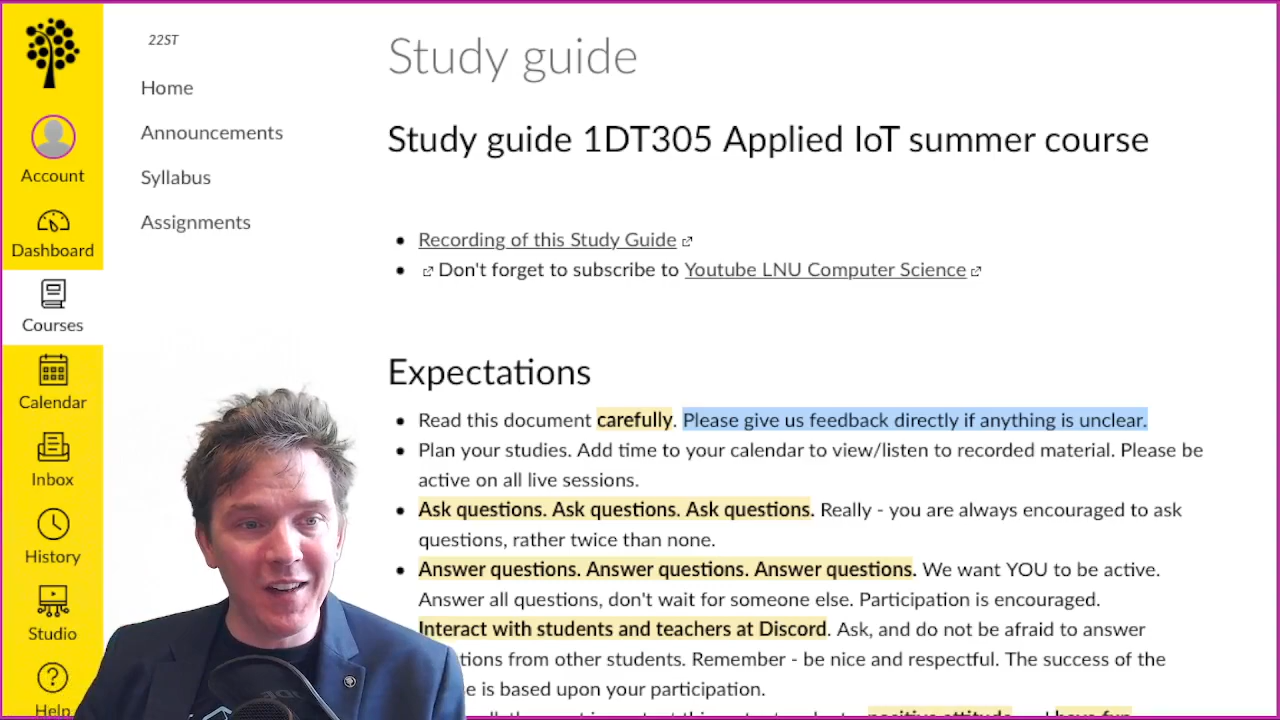 22ST
Home
Announcements
Syllabus
Assignments
Account
Dashboard
Courses
Calendar
Inbox
History
Studio
Help
Study guide
Study guide 1DT305 Applied IoT summer course
Recording of this Study Guide
Don't forget to subscribe to Youtube LNU Computer Science
Expectations
Read this document carefully. Please give us feedback directly if anything is unclear.
Plan your studies. Add time to your calendar to view/listen to recorded material. Please be
active on all live sessions.
Ask questions. Ask questions. Ask questions. Really - you are always encouraged to ask
questions, rather twice than none.
Answer questions. Answer questions. Answer questions. We want YOU to be active.
Answer all questions, don't wait for someone else. Participation is encouraged.
Interact with students and teachers at Discord. Ask, and do not be afraid to answer
from other students. Remember - be nice and respectful. The success of the
is based upon your participation.